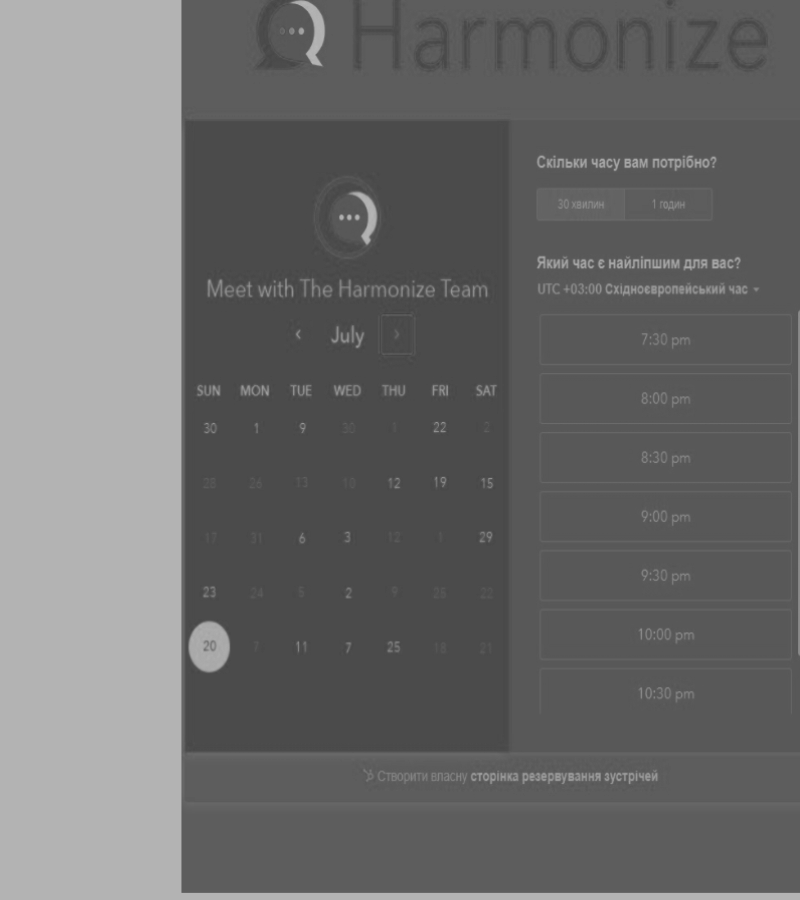 Harmonize
Meet with The Harmonize Team
July
SUN MON TUE WED THU FRI SAT
30 1 9 30 1 22 2
28 26 13 10 12 19 15
17 31 6 3 12 1 29
23 24 5 2 9 28 22
20 7 11 7 25 18 21
Скільки часу вам потрібно?
30 хвилин 1 годин
Який час є найліпшим для вас?
UTC +03:00 Східноєвропейський час
7:30 pm
8:00 pm
8:30 pm
9:00 pm
9:30 pm
10:00 pm
10:30 pm
Створити власну сторінка резервування зустрічей